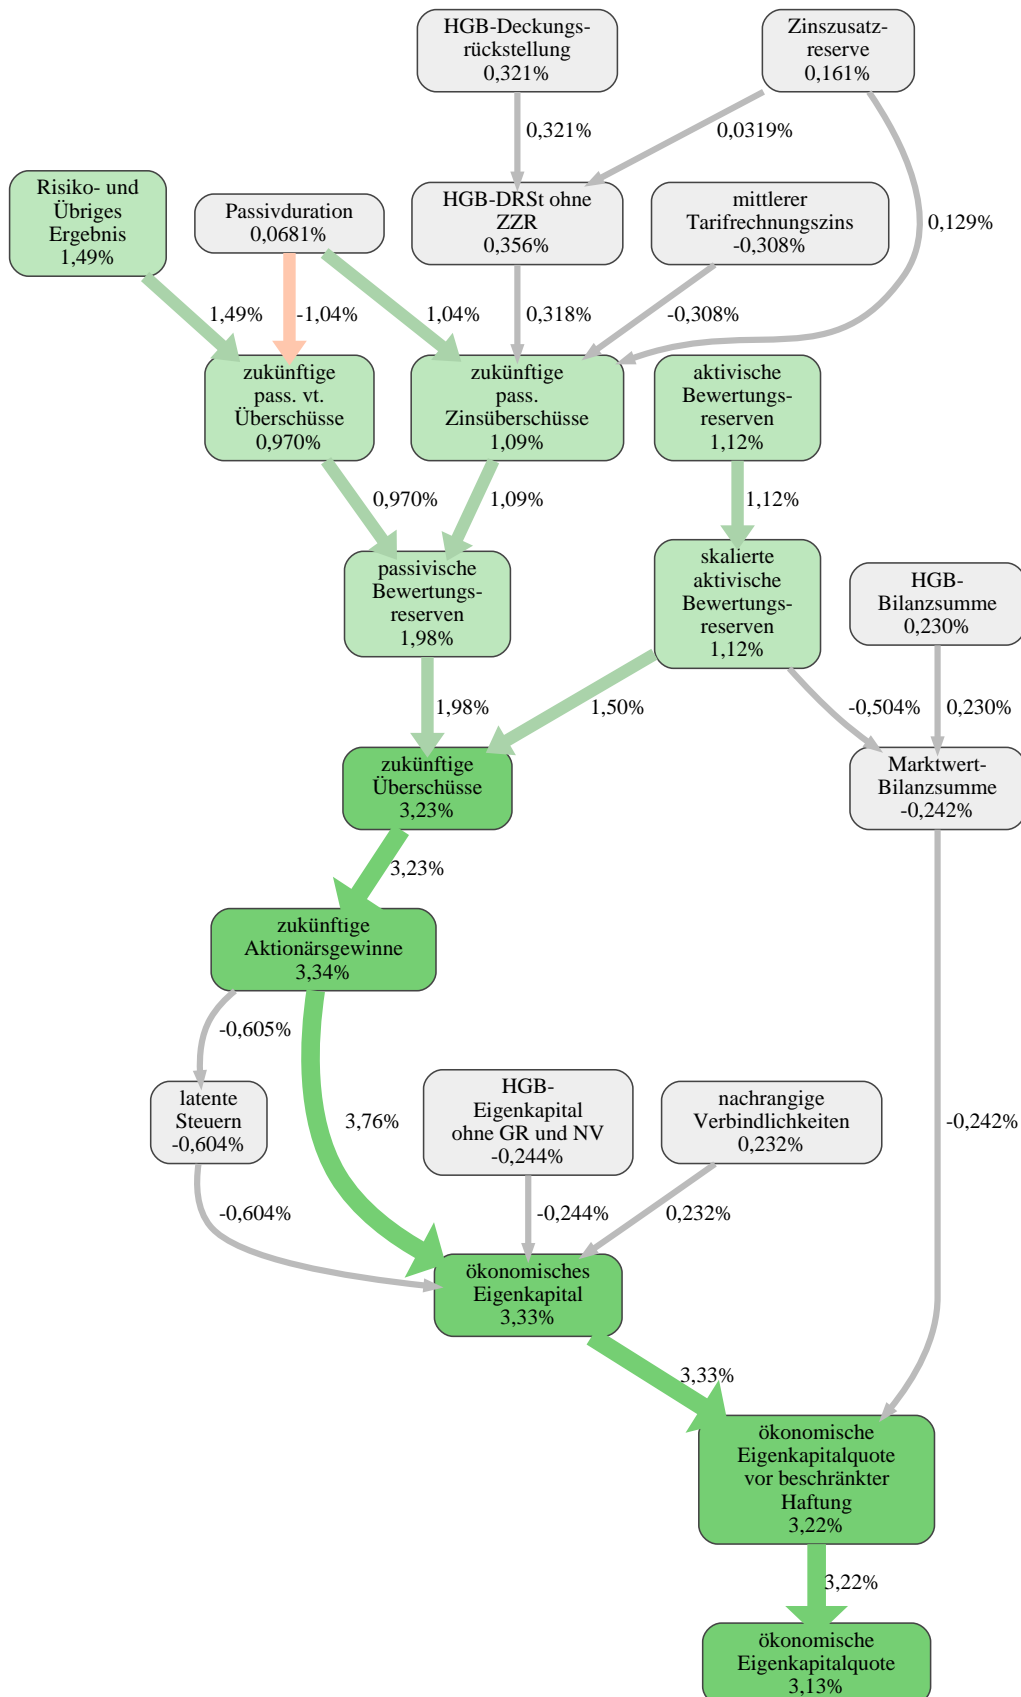 HGB-Deckungs-
rückstellung
0,321%
Zinszusatz-
reserve
0,161%
0,321%
0,0319%
Risiko- und
Übriges
Ergebnis
1,49%
Passivduration
0,0681%
HGB-DRSt ohne
ZZR
0,356%
mittlerer
Tarifrechnungszins
-0,308%
0,129%
1,49%
-1,04%
1,04%
0,318%
-0,308%
zukünftige
pass. vt.
Überschüsse
0,970%
zukünftige
pass.
Zinsüberschüsse
1,09%
aktivische
Bewertungs-
reserven
1,12%
0,970%
1,09%
1,12%
passivische
Bewertungs-
reserven
1,98%
skalierte
aktivische
Bewertungs-
reserven
1,12%
HGB-
Bilanzsumme
0,230%
1,98%
1,50%
-0,504%
0,230%
zukünftige
Überschüsse
3,23%
Marktwert-
Bilanzsumme
-0,242%
3,23%
zukünftige
Aktionärsgewinne
3,34%
-0,605%
latente
Steuern
-0,604%
3,76%
HGB-
Eigenkapital
ohne GR und NV
-0,244%
nachrangige
Verbindlichkeiten
0,232%
-0,242%
-0,604%
-0,244%
0,232%
ökonomisches
Eigenkapital
3,33%
3,33%
ökonomische
Eigenkapitalquote
vor beschränkter
Haftung
3,22%
3,22%
ökonomische
Eigenkapitalquote
3,13%